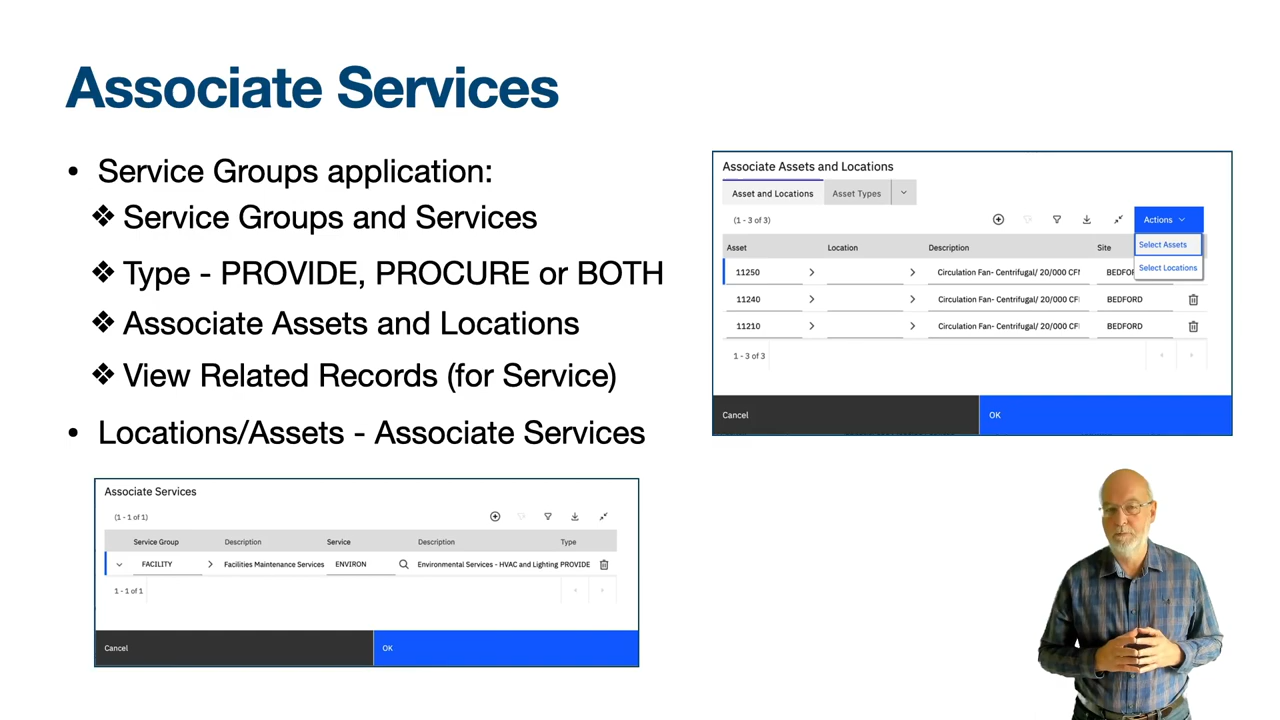 Associate Services
• Service Groups application:
❖ Service Groups and Services
❖ Type - PROVIDE, PROCURE or BOTH
❖ Associate Assets and Locations
❖ View Related Records (for Service)
• Locations/Assets - Associate Services
Associate Assets and Locations
Asset and Locations Asset Types
(1 - 3 of 3) Actions
Select Assets
Select Locations
Asset Location Description Site
11250 Circulation Fan- Centrifugal/ 20/000 CFM BEDFOR
11240 Circulation Fan- Centrifugal/ 20/000 CF BEDFORD
11210 Circulation Fan- Centrifugal/ 20/000 CF BEDFORD
1 - 3 of 3
Cancel OK
Associate Services
(1 - 1 of 1)
Service Group Description Service Description Type
FACILITY Facilities Maintenance Services ENVIRON Environmental Services - HVAC and Lighting PROVIDE
1 - 1 of 1
Cancel OK